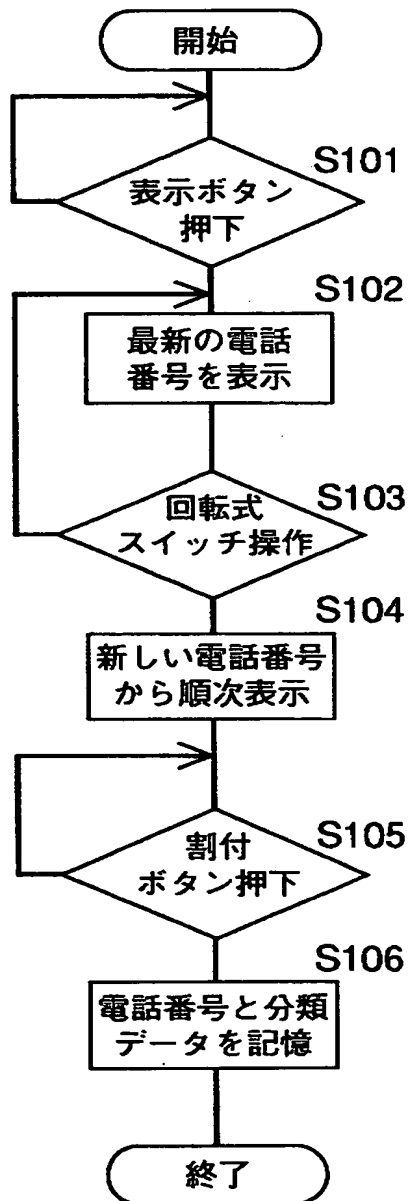 開始
S101
表示ボタン
押下
S102
最新の電話
番号を表示
S103
回転式
スイッチ操作
S104
新しい電話番号
から順次表示
S105
割付
ボタン押下
S106
電話番号と分類
データを記憶
終了